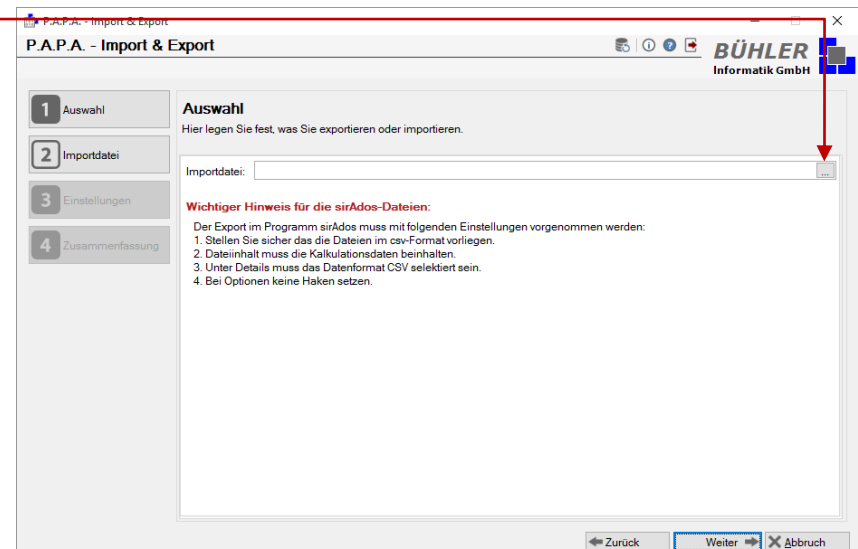 P.A.P.A. - Import & Export
P.A.P.A. - Import & Export
BÜHLER
Informatik GmbH
1 Auswahl
2 Importdatei
3 Einstellungen
4 Zusammenfassung
Auswahl
Hier legen Sie fest, was Sie exportieren oder importieren.
Importdatei:
...
Wichtiger Hinweis für die sirAdos-Dateien:
Der Export im Programm sirAdos muss mit folgenden Einstellungen vorgenommen werden:
1. Stellen Sie sicher das die Dateien im csv-Format vorliegen.
2. Dateiinhalt muss die Kalkulationsdaten beinhalten.
3. Unter Details muss das Datenformat CSV selektiert sein.
4. Bei Optionen keine Haken setzen.
Zurück
Weiter
Abbruch